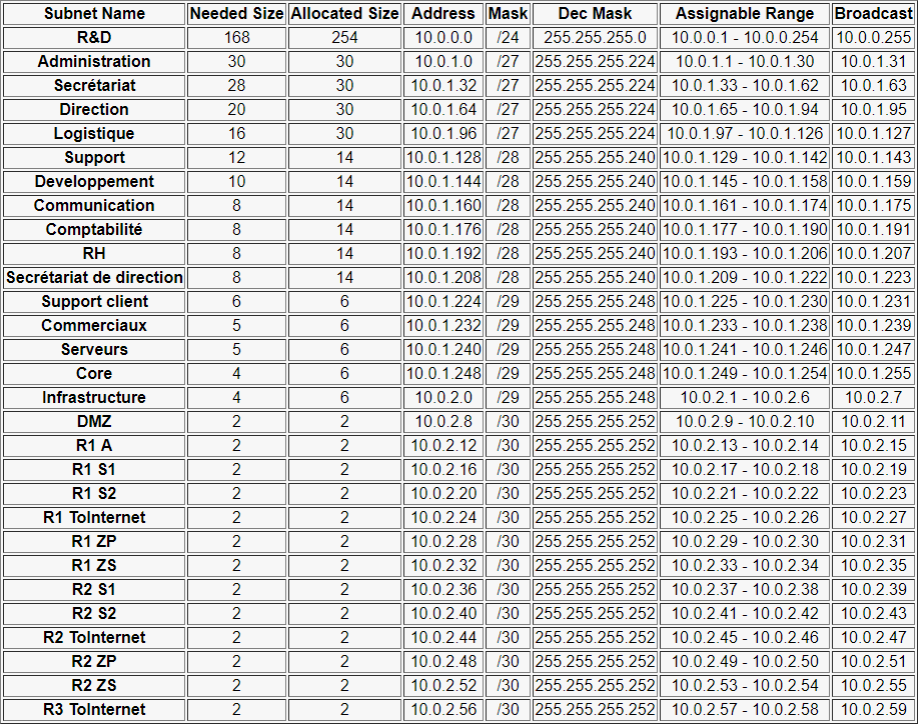 Subnet Name Needed Size Allocated Size Address Mask Dec Mask Assignable Range Broadcast
R&D 168 254 10.0.0.0 /24 255.255.255.0 10.0.0.1 - 10.0.0.254 10.0.0.255
Administration 30 30 10.0.1.0 /27 255.255.255.224 10.0.1.1 - 10.0.1.30 10.0.1.31
Secrétariat 28 30 10.0.1.32 /27 255.255.255.224 10.0.1.33 - 10.0.1.62 10.0.1.63
Direction 20 30 10.0.1.64 /27 255.255.255.224 10.0.1.65 - 10.0.1.94 10.0.1.95
Logistique 16 30 10.0.1.96 /27 255.255.255.224 10.0.1.97 - 10.0.1.126 10.0.1.127
Support 12 14 10.0.1.128 /28 255.255.255.240 10.0.1.129 - 10.0.1.142 10.0.1.143
Developpement 10 14 10.0.1.144 /28 255.255.255.240 10.0.1.145 - 10.0.1.158 10.0.1.159
Communication 8 14 10.0.1.160 /28 255.255.255.240 10.0.1.161 - 10.0.1.174 10.0.1.175
Comptabilité 8 14 10.0.1.176 /28 255.255.255.240 10.0.1.177 - 10.0.1.190 10.0.1.191
RH 8 14 10.0.1.192 /28 255.255.255.240 10.0.1.193 - 10.0.1.206 10.0.1.207
Secrétariat de direction 8 14 10.0.1.208 /28 255.255.255.240 10.0.1.209 - 10.0.1.222 10.0.1.223
Support client 6 6 10.0.1.224 /29 255.255.255.248 10.0.1.225 - 10.0.1.230 10.0.1.231
Commerciaux 5 6 10.0.1.232 /29 255.255.255.248 10.0.1.233 - 10.0.1.238 10.0.1.239
Serveurs 5 6 10.0.1.240 /29 255.255.255.248 10.0.1.241 - 10.0.1.246 10.0.1.247
Core 4 6 10.0.1.248 /29 255.255.255.248 10.0.1.249 - 10.0.1.254 10.0.1.255
Infrastructure 4 6 10.0.2.0 /29 255.255.255.248 10.0.2.1 - 10.0.2.6 10.0.2.7
DMZ 2 2 10.0.2.8 /30 255.255.255.252 10.0.2.9 - 10.0.2.10 10.0.2.11
R1 A 2 2 10.0.2.12 /30 255.255.255.252 10.0.2.13 - 10.0.2.14 10.0.2.15
R1 S1 2 2 10.0.2.16 /30 255.255.255.252 10.0.2.17 - 10.0.2.18 10.0.2.19
R1 S2 2 2 10.0.2.20 /30 255.255.255.252 10.0.2.21 - 10.0.2.22 10.0.2.23
R1 ToInternet 2 2 10.0.2.24 /30 255.255.255.252 10.0.2.25 - 10.0.2.26 10.0.2.27
R1 ZP 2 2 10.0.2.28 /30 255.255.255.252 10.0.2.29 - 10.0.2.30 10.0.2.31
R1 ZS 2 2 10.0.2.32 /30 255.255.255.252 10.0.2.33 - 10.0.2.34 10.0.2.35
R2 S1 2 2 10.0.2.36 /30 255.255.255.252 10.0.2.37 - 10.0.2.38 10.0.2.39
R2 S2 2 2 10.0.2.40 /30 255.255.255.252 10.0.2.41 - 10.0.2.42 10.0.2.43
R2 ToInternet 2 2 10.0.2.44 /30 255.255.255.252 10.0.2.45 - 10.0.2.46 10.0.2.47
R2 ZP 2 2 10.0.2.48 /30 255.255.255.252 10.0.2.49 - 10.0.2.50 10.0.2.51
R2 ZS 2 2 10.0.2.52 /30 255.255.255.252 10.0.2.53 - 10.0.2.54 10.0.2.55
R3 ToInternet 2 2 10.0.2.56 /30 255.255.255.252 10.0.2.57 - 10.0.2.58 10.0.2.59